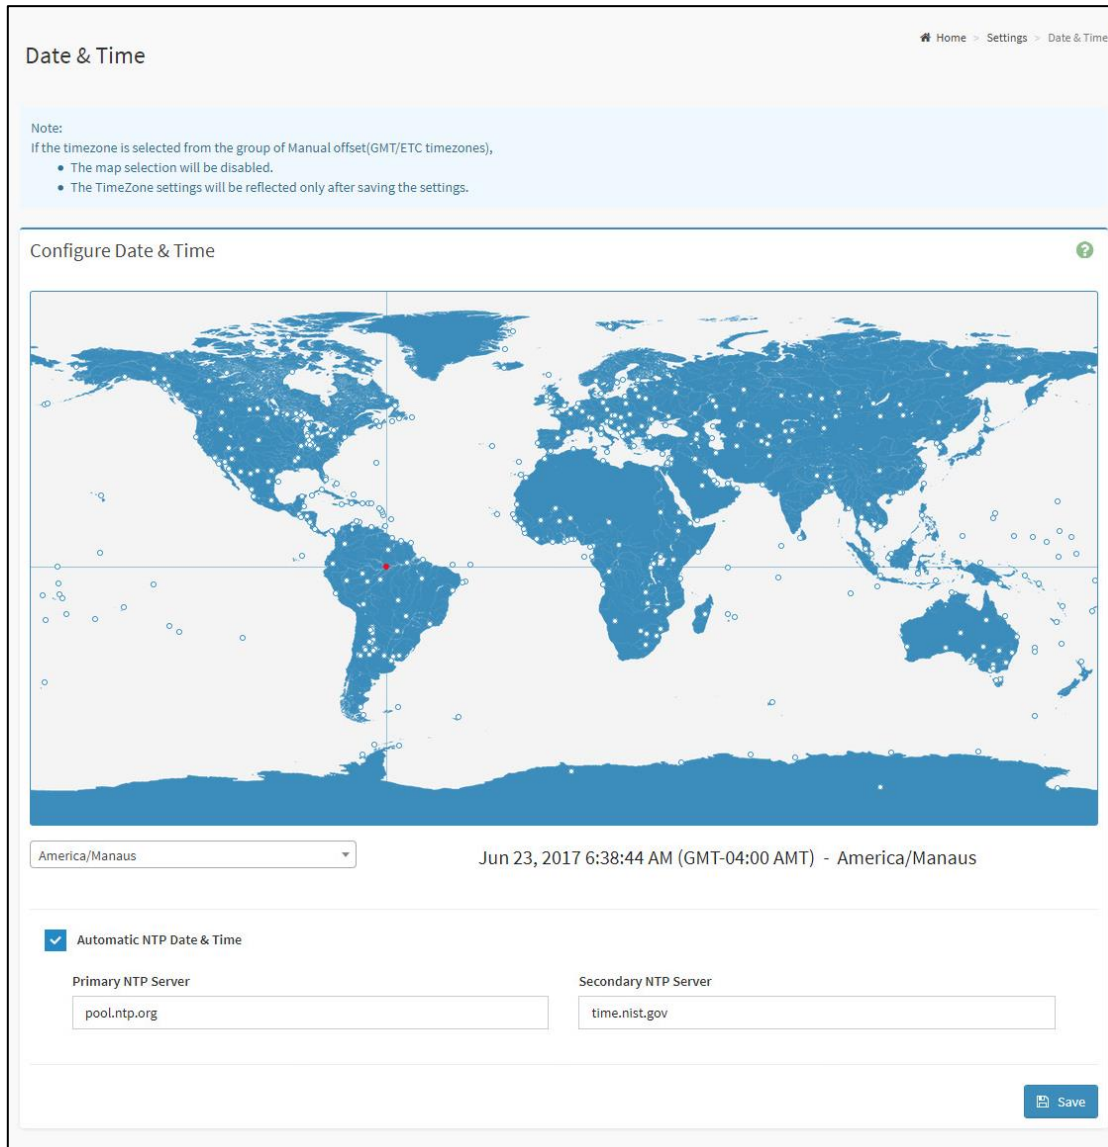 Home > Settings > Date & Time
Date & Time
Note:
If the timezone is selected from the group of Manual offset(GMT/ETC timezones),
● The map selection will be disabled.
● The TimeZone settings will be reflected only after saving the settings.
Configure Date & Time
?
America/Manaus
Jun 23, 2017 6:38:44 AM (GMT-04:00 AMT) - America/Manaus
Automatic NTP Date & Time
Primary NTP Server
Secondary NTP Server
pool.ntp.org
time.nist.gov
Save